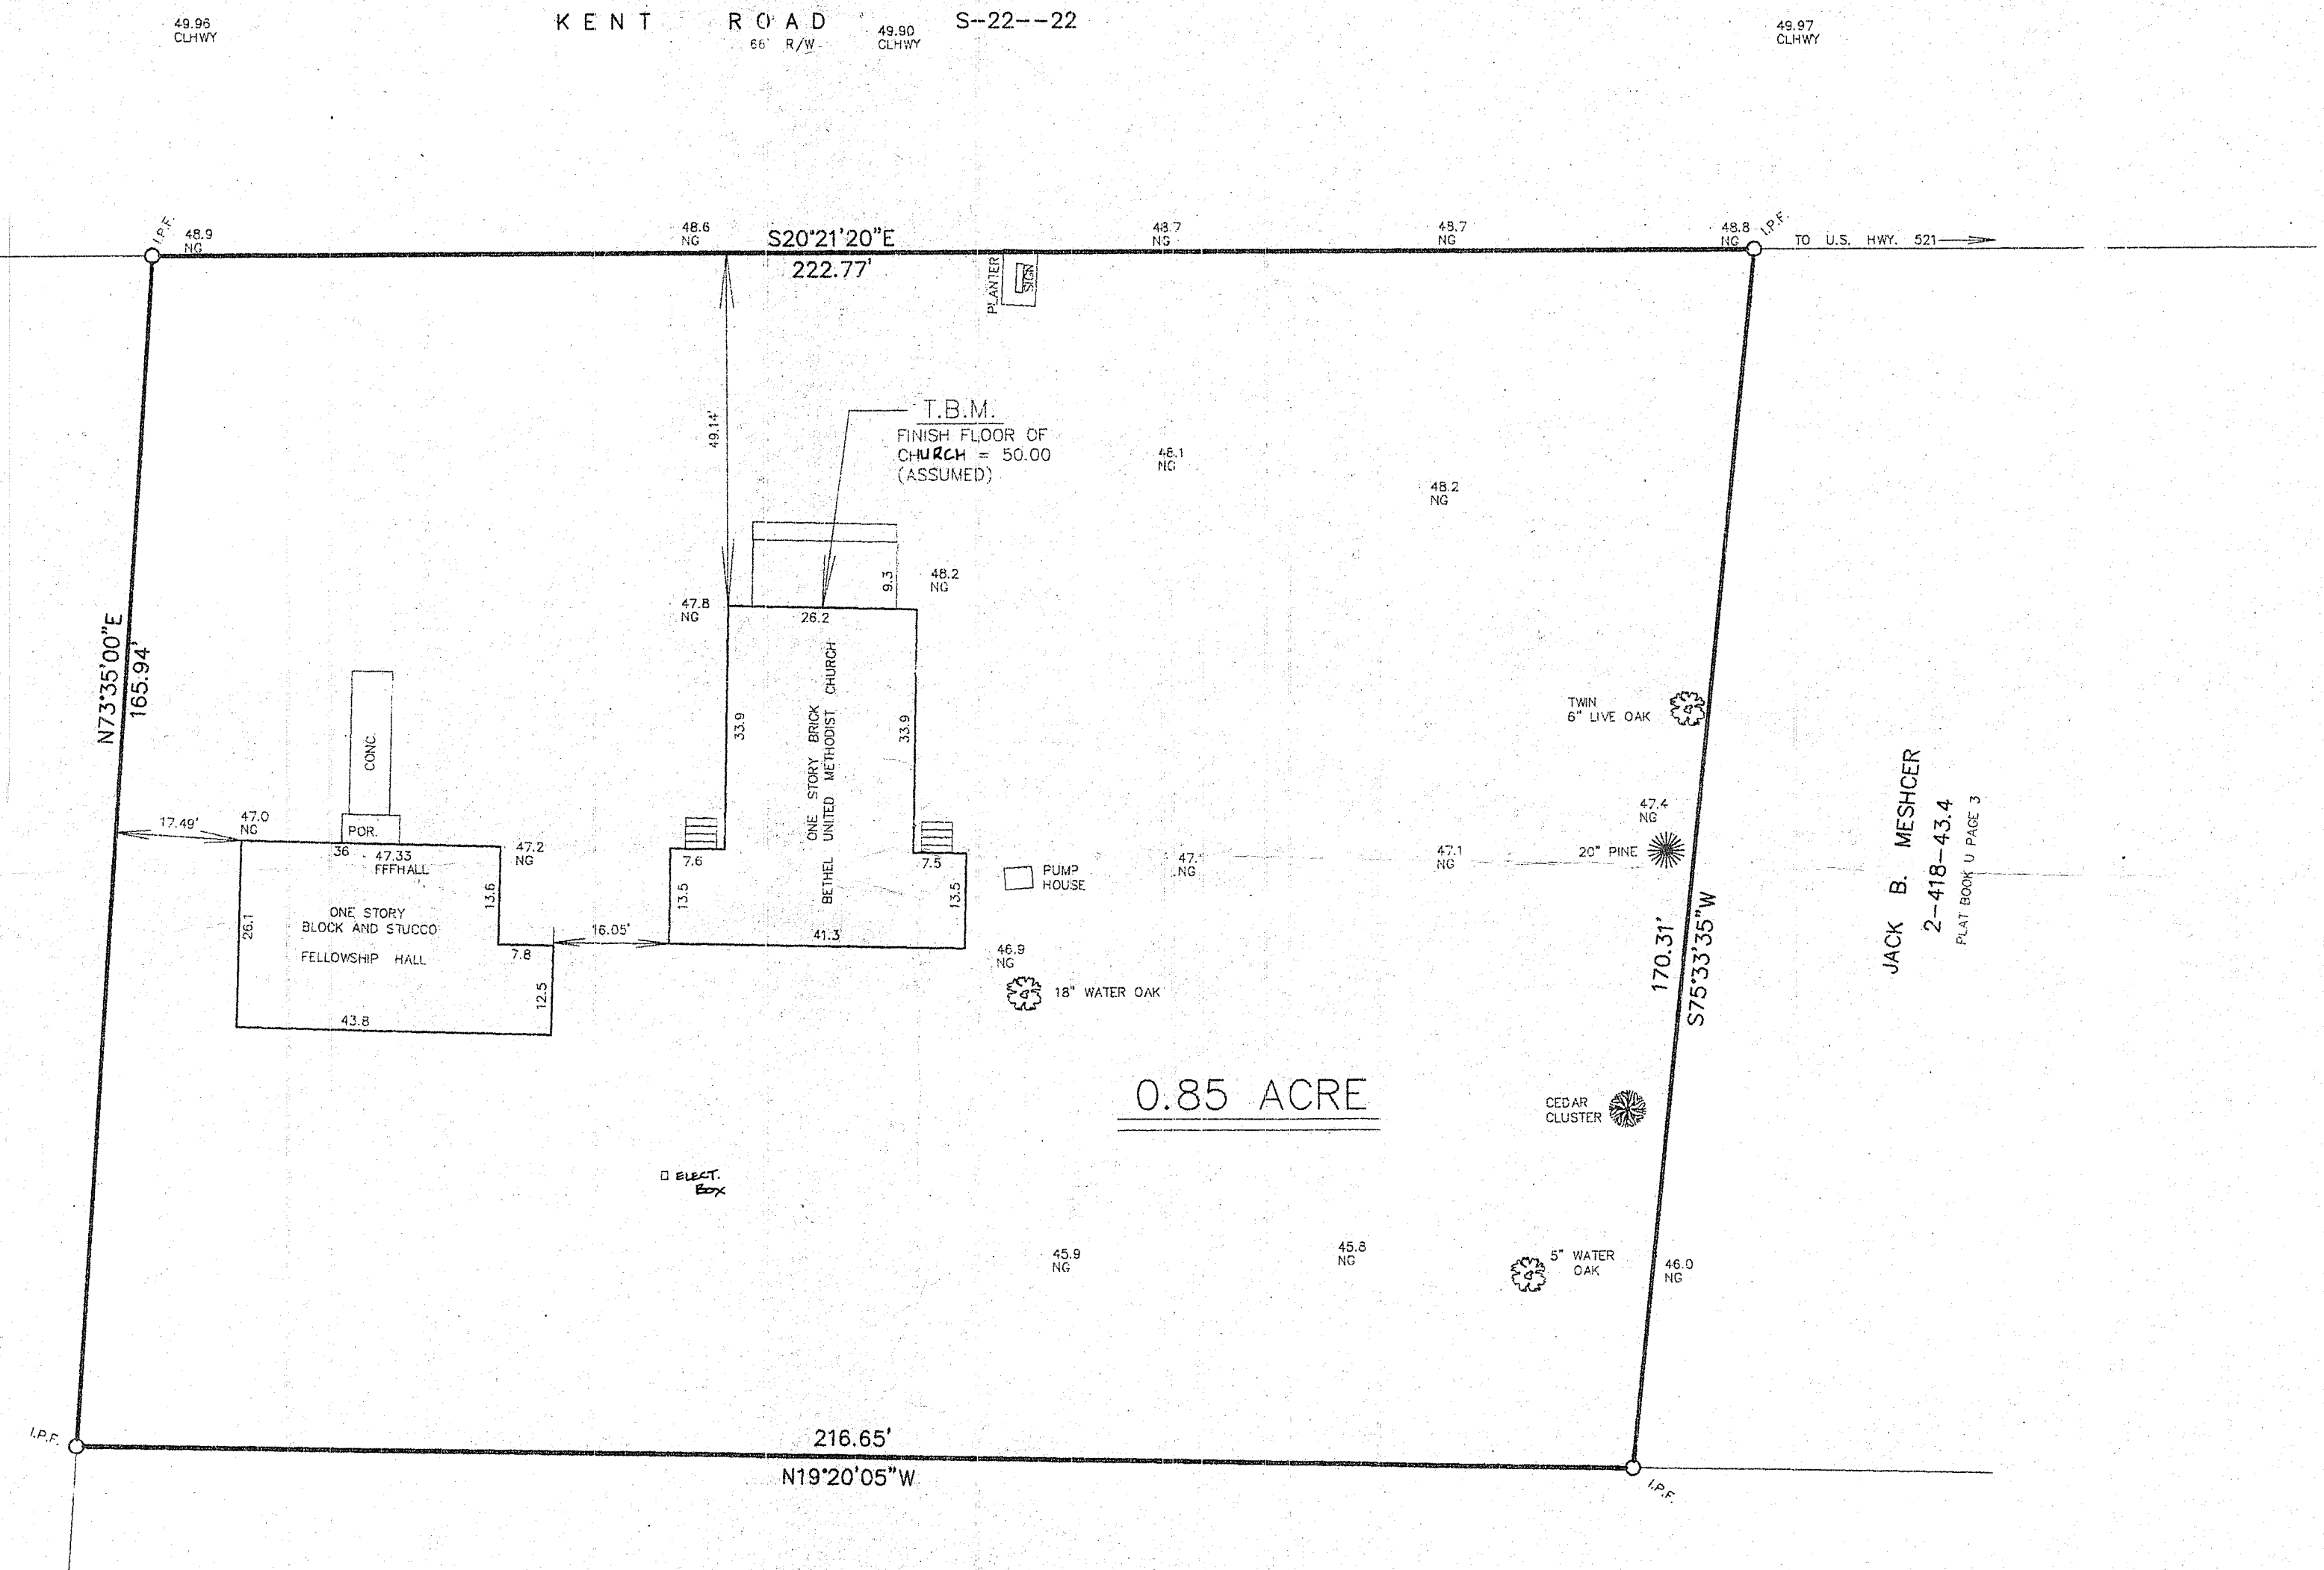 KENT ROAD S-22--22
66' R/W
49.96
CLHWY
49.90
CLHWY
49.97
CLHWY
I.P.F.
48.9
NG
48.6
NG
S20°21'20"E
222.77'
48.7
NG
48.7
NG
48.8
NG
I.P.F.
TO U.S. HWY. 521
PLANTER
SIGN
49.14'
T.B.M.
FINISH FLOOR OF
CHURCH = 50.00
(ASSUMED)
48.1
NG
48.2
NG
9.3
48.2
NG
47.8
NG
26.2
N73°35'00"E
165.94'
33.9
ONE STORY BRICK
BETHEL UNITED METHODIST CHURCH
33.9
TWIN
6" LIVE OAK
CONC.
17.49'
47.0
NG
POR.
36
47.33
FFFHALL
47.2
NG
7.6
7.5
13.5
13.5
41.3
PUMP
HOUSE
47.
NG
47.1
NG
47.4
NG
20" PINE
JACK B. MESHCER
2-418-43.4
PLAT BOOK U PAGE 3
26.1
13.6
ONE STORY
BLOCK AND STUCCO
FELLOWSHIP HALL
7.8
16.05'
12.5
43.8
46.9
NG
18" WATER OAK
170.31'
S75°33'35"W
0.85 ACRE
CEDAR
CLUSTER
ELECT.
BOX
45.9
NG
45.8
NG
5" WATER
OAK
46.0
NG
I.P.F.
216.65'
N19°20'05"W
I.P.F.